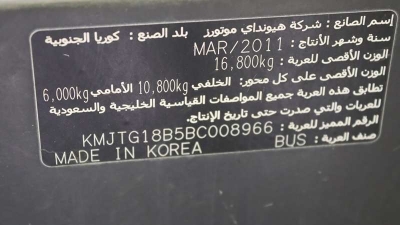 إسم الصانع : شركة هيونداي موتورز بلد الصنع : كوريا الجنوبية
سنة وشهر الأنتاج : MAR/2011
الوزن الأقصى للعربة : 16,800kg
الوزن الأقصى على كل محور: الخلفي 10,800kg الأمامي 6,000kg
تطابق هذه العربة جميع المواصفات القياسية الخليجية والسعودية
للعربات والتي صدرت حتى تاريخ الإنتاج.
الرقم المميز للعربة : KMJTG18B5BC008966
صنف العربة : BUS MADE IN KOREA